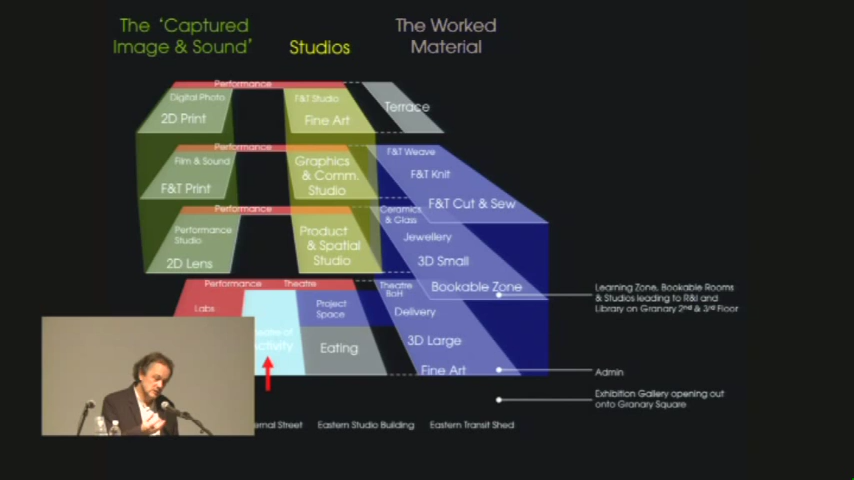 The 'Captured
Image & Sound'
Studios
The Worked
Material
Performance
Digital Photo
2D Print
F&T Studio
Fine Art
Terrace
Performance
Film & Sound
F&T Print
Graphics
& Comm.
Studio
F&T Weave
F&T Knit
F&T Cut & Sew
Performance
Performance
Studio
2D Lens
Product
& Spatial
Studio
Ceramics
& Glass
Jewellery
3D Small
Bookable Zone
Performance Theatre
Labs
Project
Space
Eating
Theatre
BoH
Delivery
3D Large
Fine Art
Learning Zone, Bookable Rooms
& Studios leading to R&I and
Library on Granary 2nd & 3rd Floor
Admin
Exhibition Gallery opening out
onto Granary Square
Street
Eastern Studio Building
Eastern Transit Shed